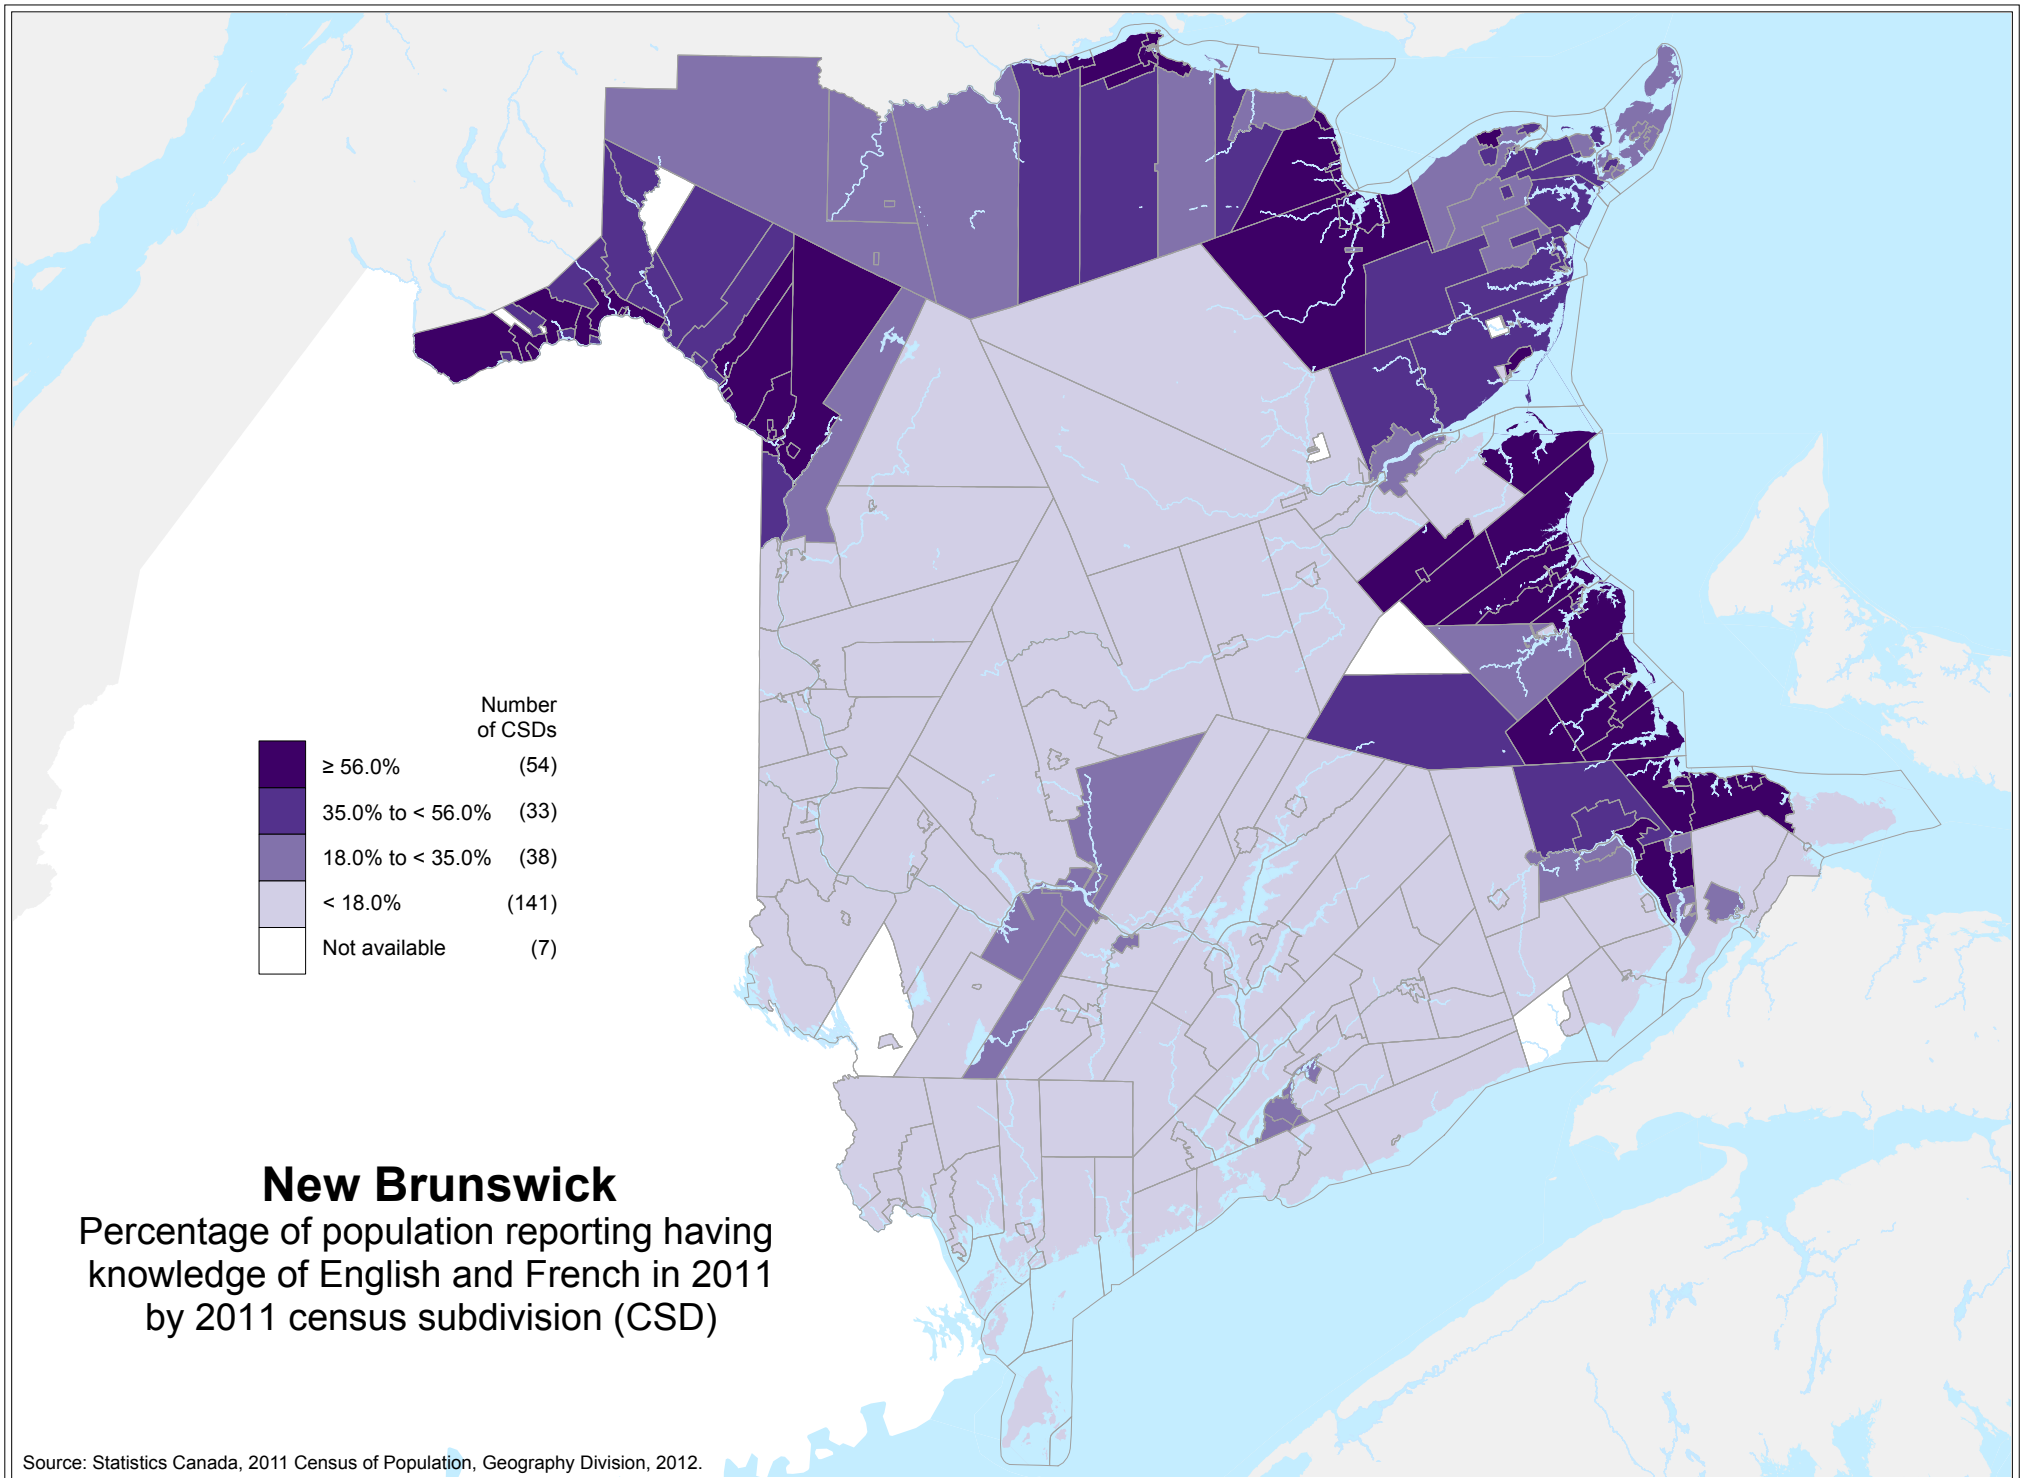 Number
of CSDs
≥ 56.0% (54)
35.0% to < 56.0% (33)
18.0% to < 35.0% (38)
< 18.0% (141)
Not available (7)
New Brunswick
Percentage of population reporting having
knowledge of English and French in 2011
by 2011 census subdivision (CSD)
Source: Statistics Canada, 2011 Census of Population, Geography Division, 2012.